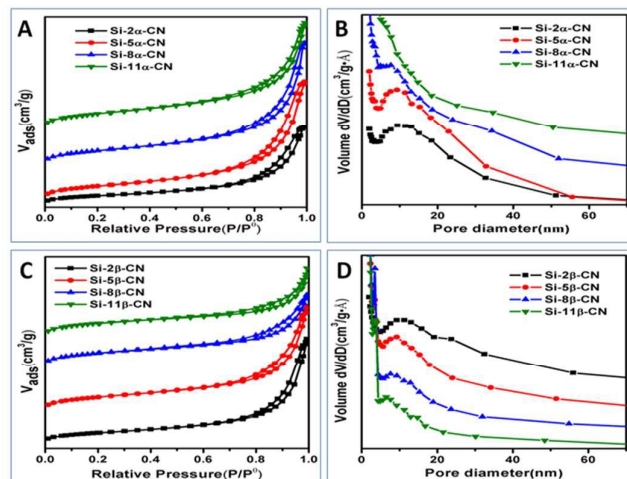 A
Si-2α-CN
Si-5α-CN
Si-8α-CN
Si-11α-CN
Vads(cm3/g)
0.0 0.2 0.4 0.6 0.8 1.0
Relative Pressure(P/P0)
B
Si-2α-CN
Si-5α-CN
Si-8α-CN
Si-11α-CN
Volume dV/dD(cm3/g·Å)
0 20 40 60
Pore diameter(nm)
C
Si-2β-CN
Si-5β-CN
Si-8β-CN
Si-11β-CN
Vads(cm3/g)
0.0 0.2 0.4 0.6 0.8 1.0
Relative Pressure(P/P0)
D
Si-2β-CN
Si-5β-CN
Si-8β-CN
Si-11β-CN
Volume dV/dD(cm3/g·Å)
0 20 40 60
Pore diameter(nm)